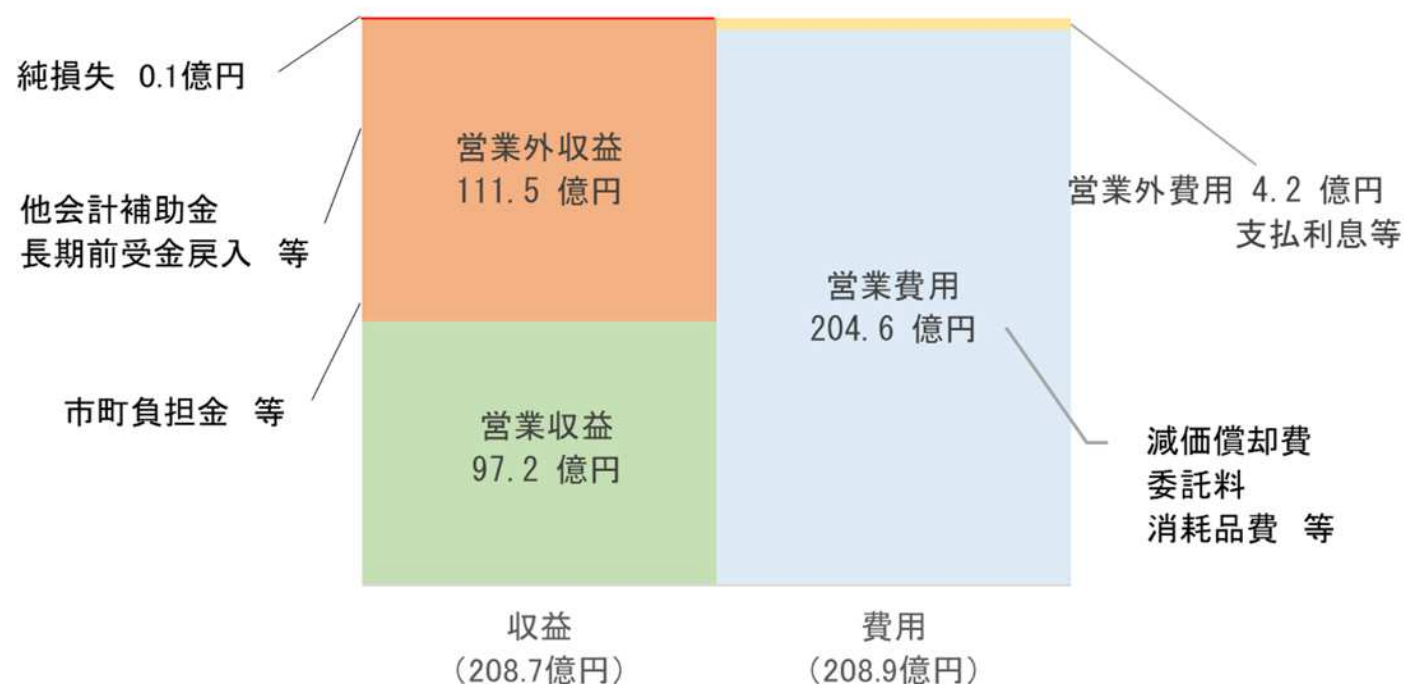 純損失 0.1億円
他会計補助金
長期前受金戻入 等
市町負担金 等
営業外収益
111.5 億円
営業収益
97.2 億円
営業費用
204.6 億円
営業外費用 4.2 億円
支払利息等
減価償却費
委託料
消耗品費 等
収益
（208.7億円）
費用
（208.9億円）